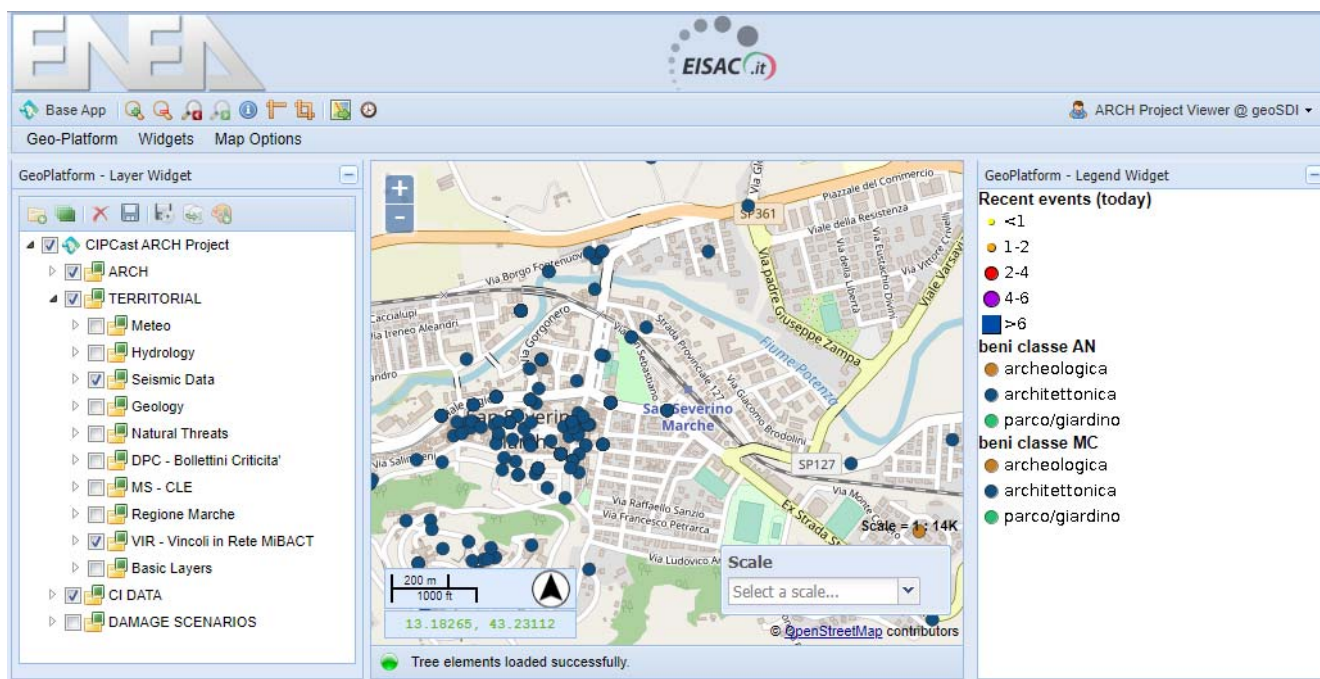 ENEA
EISAC.it
Base App
ARCH Project Viewer @ geoSDI
Geo-Platform Widgets Map Options
GeoPlatform - Layer Widget
CIPCast ARCH Project
ARCH
TERRITORIAL
Meteo
Hydrology
Seismic Data
Geology
Natural Threats
DPC - Bollettini Criticita'
MS - CLE
Regione Marche
VIR - Vincoli in Rete MiBACT
Basic Layers
CI DATA
DAMAGE SCENARIOS
+
-
Piazzale del Commercio
SP361
Viale della Resistenza
Via Vittore
Via Eustachio Divini
Via della Libertà
Viale Varsavia
Via padre Giuseppe Zampa
Via Borgo Fontenuovo
Via Ireneo Aleandri
Via Gorgonero
San Sebastiano
Strada Provinciale 127
Fiume Potenza
Via Giacomo Brodolini
San Severino
Marche
San Severino
Marche
SP127
Via Raffaello Sanzio
Via Francesco Petrarca
Ex Strada
Scale = 1 : 14K
Scale
Select a scale...
200 m
1000 ft
13.18265, 43.23112
© OpenStreetMap contributors
Tree elements loaded successfully.
GeoPlatform - Legend Widget
Recent events (today)
<1
1-2
2-4
4-6
>6
beni classe AN
archeologica
architettonica
parco/giardino
beni classe MC
archeologica
architettonica
parco/giardino